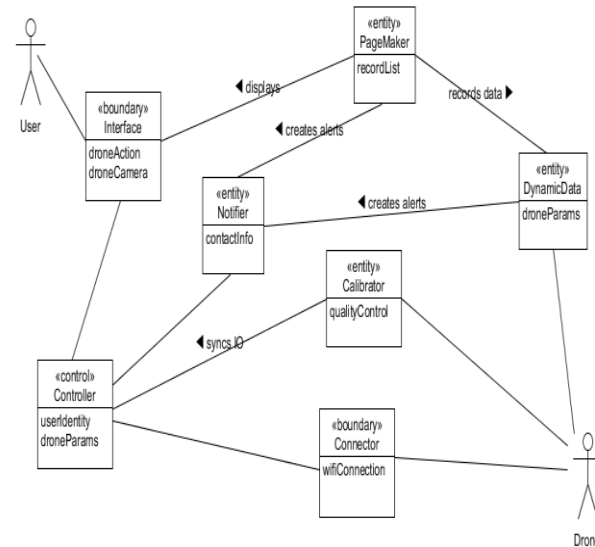 «entity»
PageMaker
recordList
◀ displays
records data ▶
User
«boundary»
Interface
droneAction
droneCamera
◀ creates alerts
«entity»
DynamicData
droneParams
«entity»
Notifier
contactInfo
◀ creates alerts
«entity»
Calibrator
qualityControl
◀ syncs IO
«control»
Controller
userIdentity
droneParams
«boundary»
Connector
wifiConnection
Drone